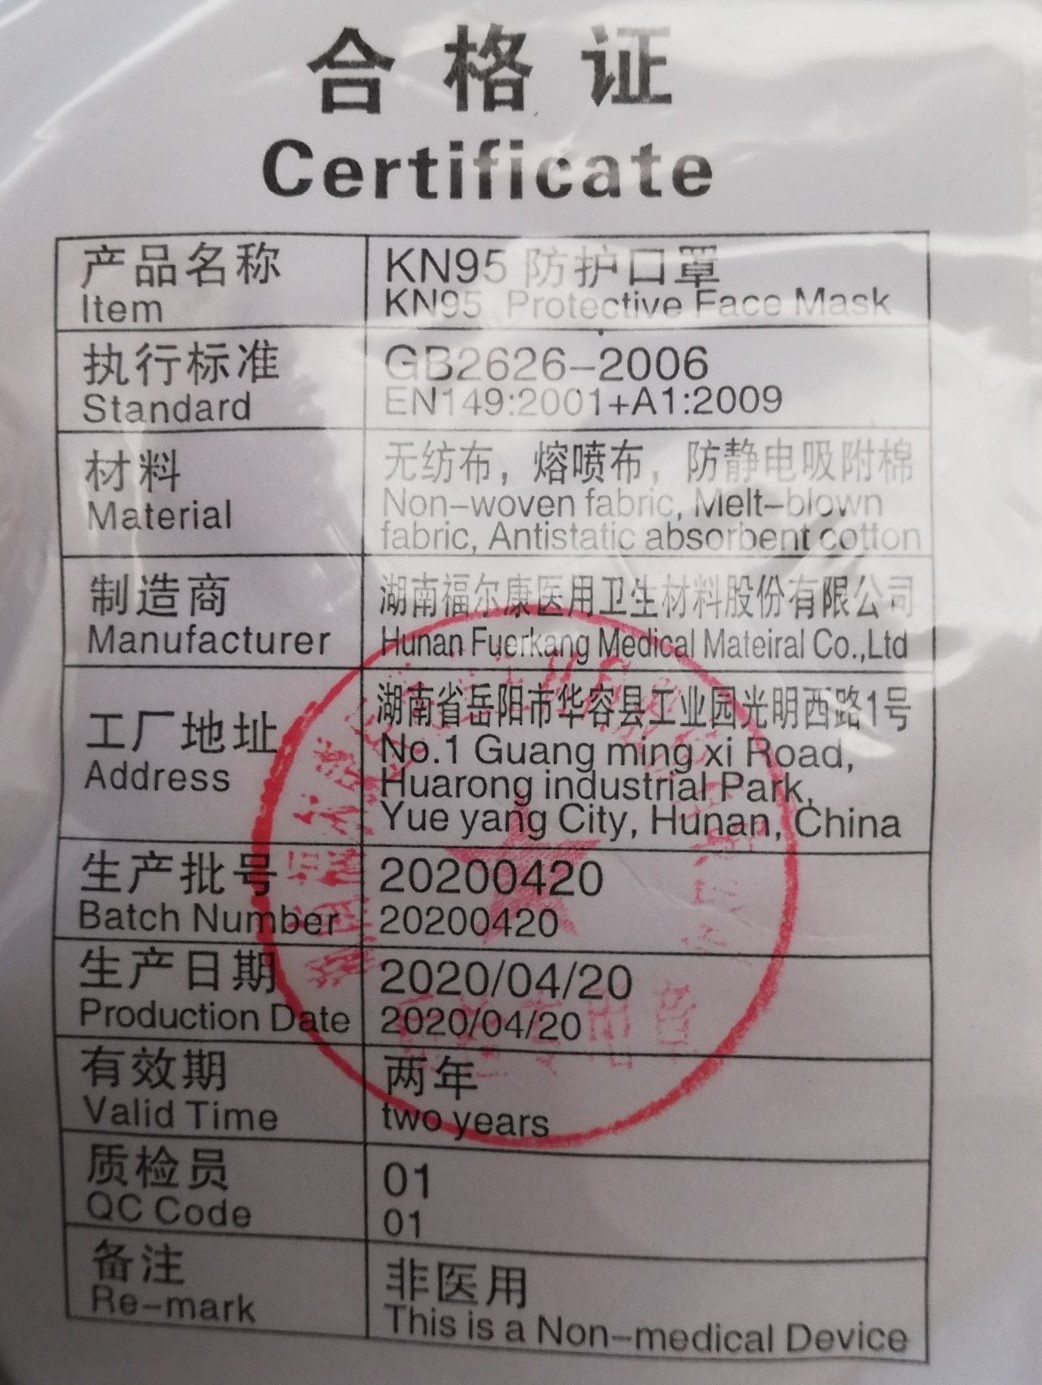 合格证
Certificate
产品名称
Item
KN95 防护口罩
KN95 Protective Face Mask
执行标准
Standard
GB2626-2006
EN149:2001+A1:2009
材料
Material
无纺布，熔喷布，防静电吸附棉
Non-woven fabric, Melt-blown
fabric, Antistatic absorbent cotton
制造商
Manufacturer
湖南福尔康医用卫生材料股份有限公司
Hunan Fuerkang Medical Mateiral Co.,Ltd
工厂地址
Address
湖南省岳阳市华容县工业园光明西路1号
No.1 Guang ming xi Road,
Huarong industrial Park,
Yue yang City, Hunan, China
生产批号
Batch Number
20200420
20200420
生产日期
Production Date
2020/04/20
2020/04/20
有效期
Valid Time
两年
two years
质检员
QC Code
01
01
备注
Re-mark
非医用
This is a Non-medical Device